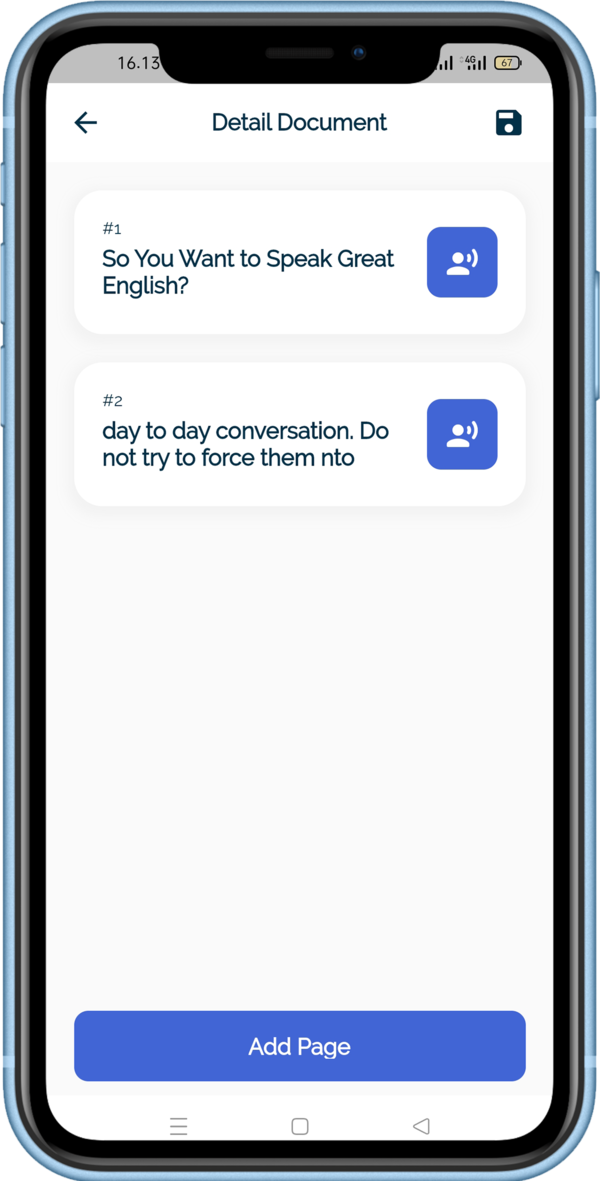 16.13
4G
67
Detail Document
#1
So You Want to Speak Great
English?
#2
day to day conversation. Do
not try to force them nto
Add Page